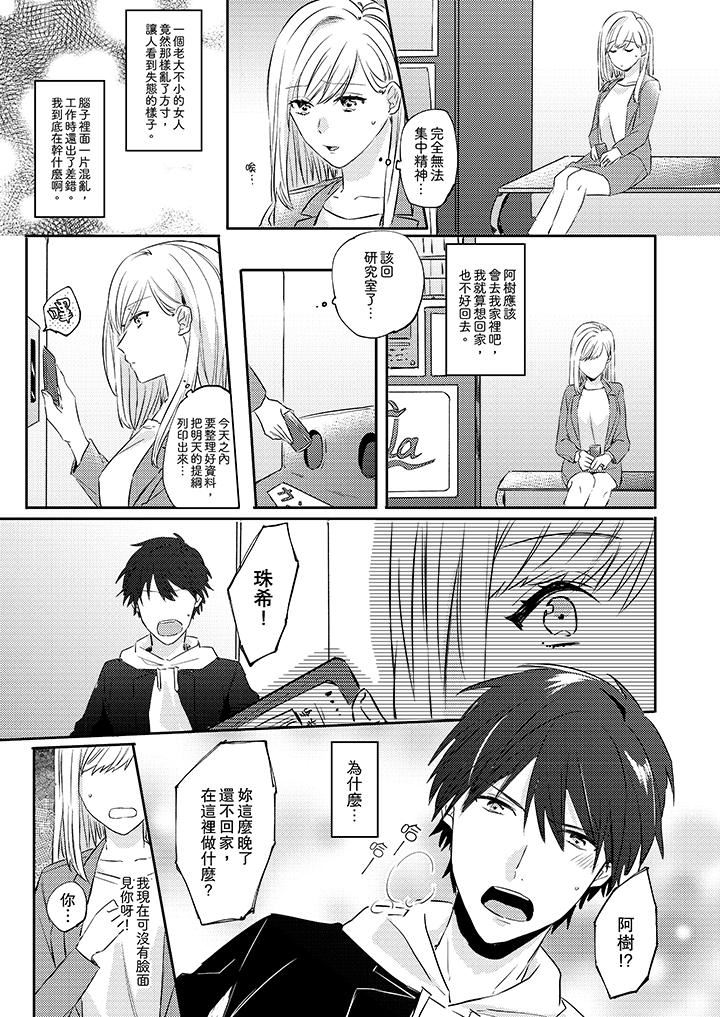 完全無法
集中精神…
唉…
一個老大不小的女人
竟然那樣亂了方寸，
讓人看到失態的樣子。
腦子裡面一片混亂，
工作時還出了差錯。
我到底在幹什麼啊。
阿樹應該
會去我家裡吧，
我就算想回家
也不好回去。
該回
研究室了…
今天之內
要整理好資料，
把明天的提綱
列印出來…
嗶
珠希！
阿樹!?
為什麼…
哈啊
哈啊
妳這麼晚了
還不回家，
在這裡做什麼？
你…
我現在可沒有臉面
見你呀！